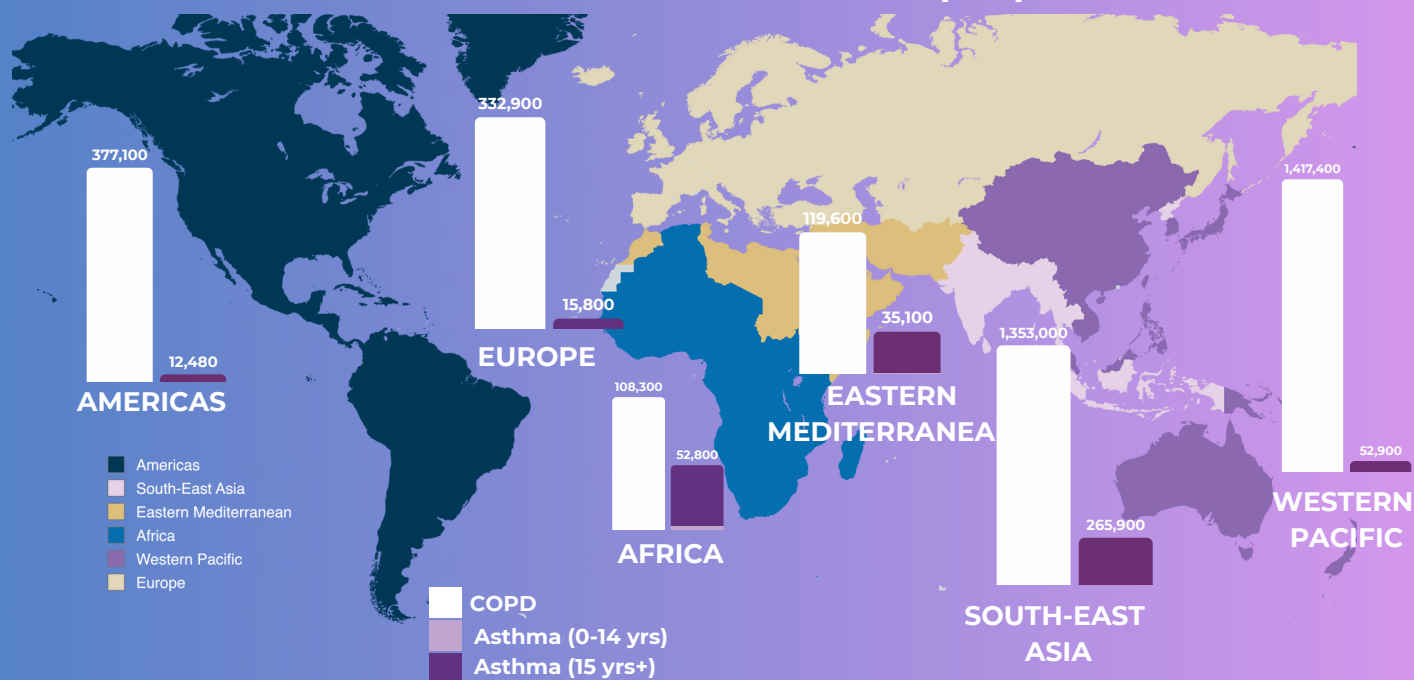 332,900
377,100
1,417,400
119,600
15,800
35,100
1,353,000
12,480
EUROPE
AMERICAS
108,300
EASTERN
MEDITERRANEA
52,800
52,900
Americas
South-East Asia
Eastern Mediterranean
Africa
Western Pacific
Europe
WESTERN
PACIFIC
265,900
AFRICA
COPD
Asthma (0-14 yrs)
Asthma (15 yrs+)
SOUTH-EAST
ASIA